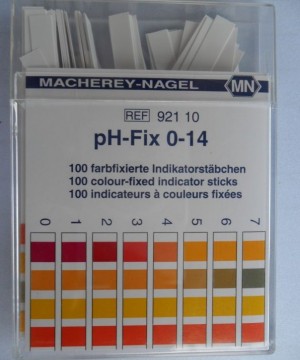 MACHEREY-NAGEL MN
REF 921 10
pH-Fix 0-14
100 farbfixierte Indikatorstäbchen
100 colour-fixed indicator sticks
100 indicateurs à couleurs fixées
0 1 2 3 4 5 6 7